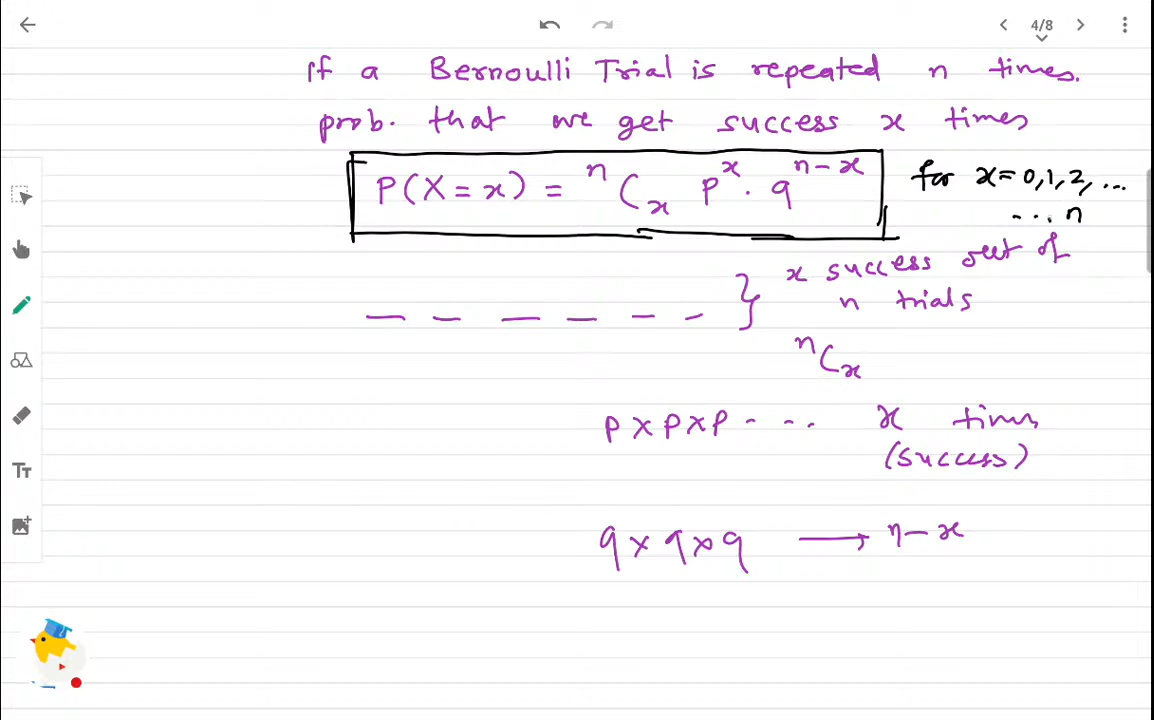 4/8
If a Bernoulli Trial is repeated n times.
prob. that we get success x times
P(X = x) = ⁿCₓ pˣ · qⁿ⁻ˣ for x = 0, 1, 2, ...
... n
x success out of
n trials
ⁿCₓ
p x p x p - - .. x times
(success)
q x q x q → n - x
Tт